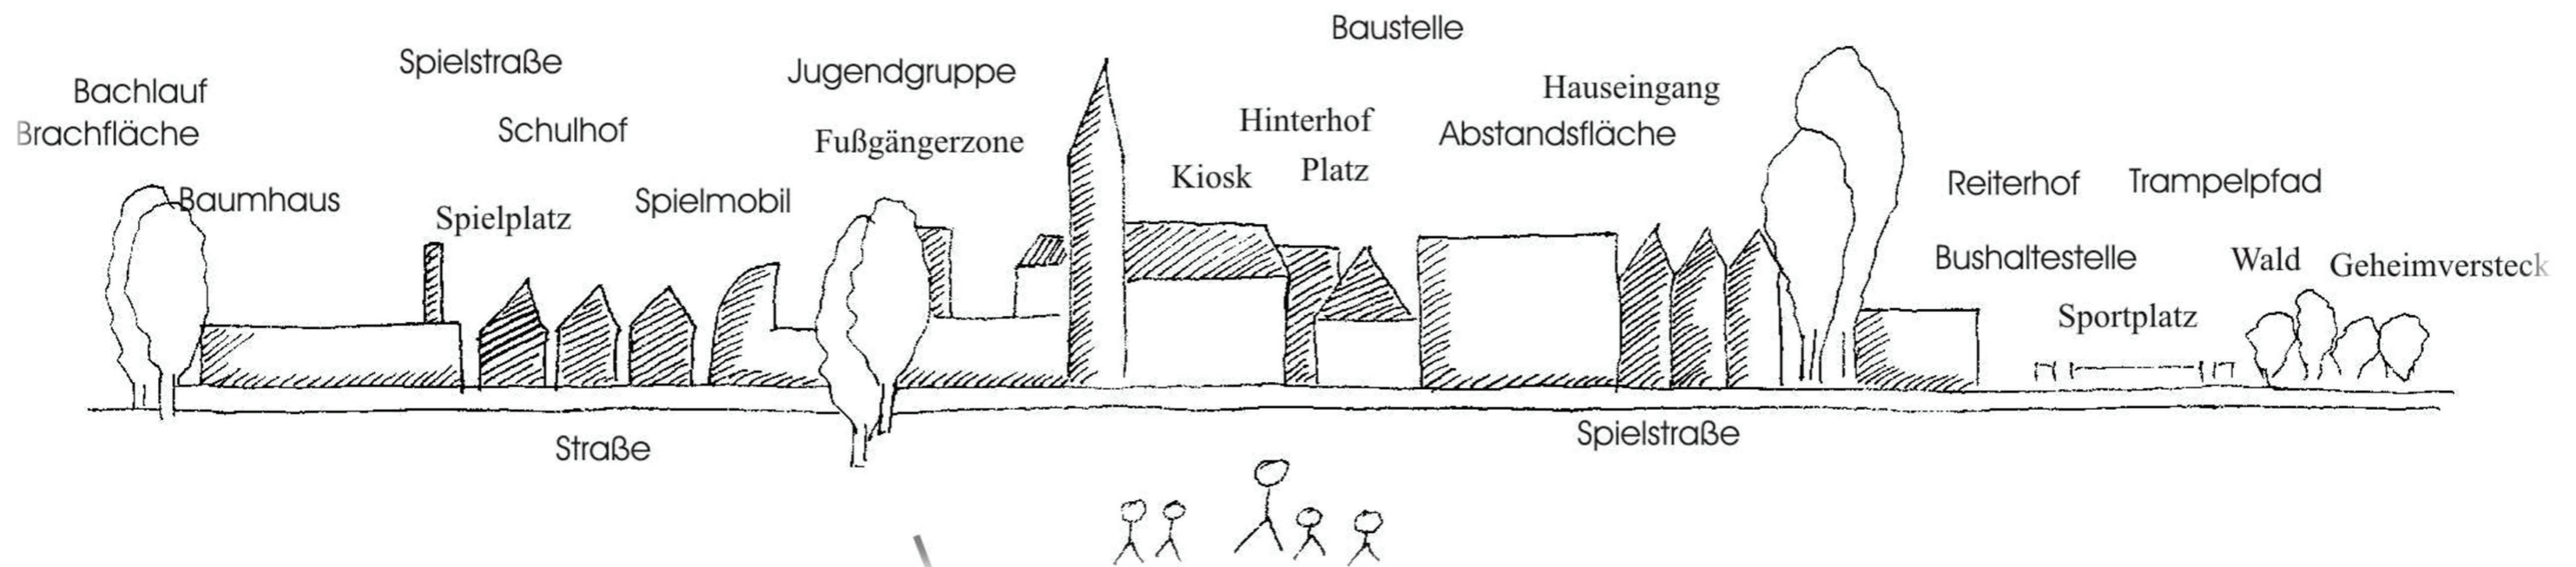 Baustelle
Spielstraße
Jugendgruppe
Bachlauf
Hauseingang
Brachfläche
Schulhof
Fußgängerzone
Hinterhof
Abstandsfläche
Kiosk
Platz
Baumhaus
Spielplatz
Spielmobil
Reiterhof
Trampelpfad
Bushaltestelle
Wald
Geheimversteck
Sportplatz
Straße
Spielstraße